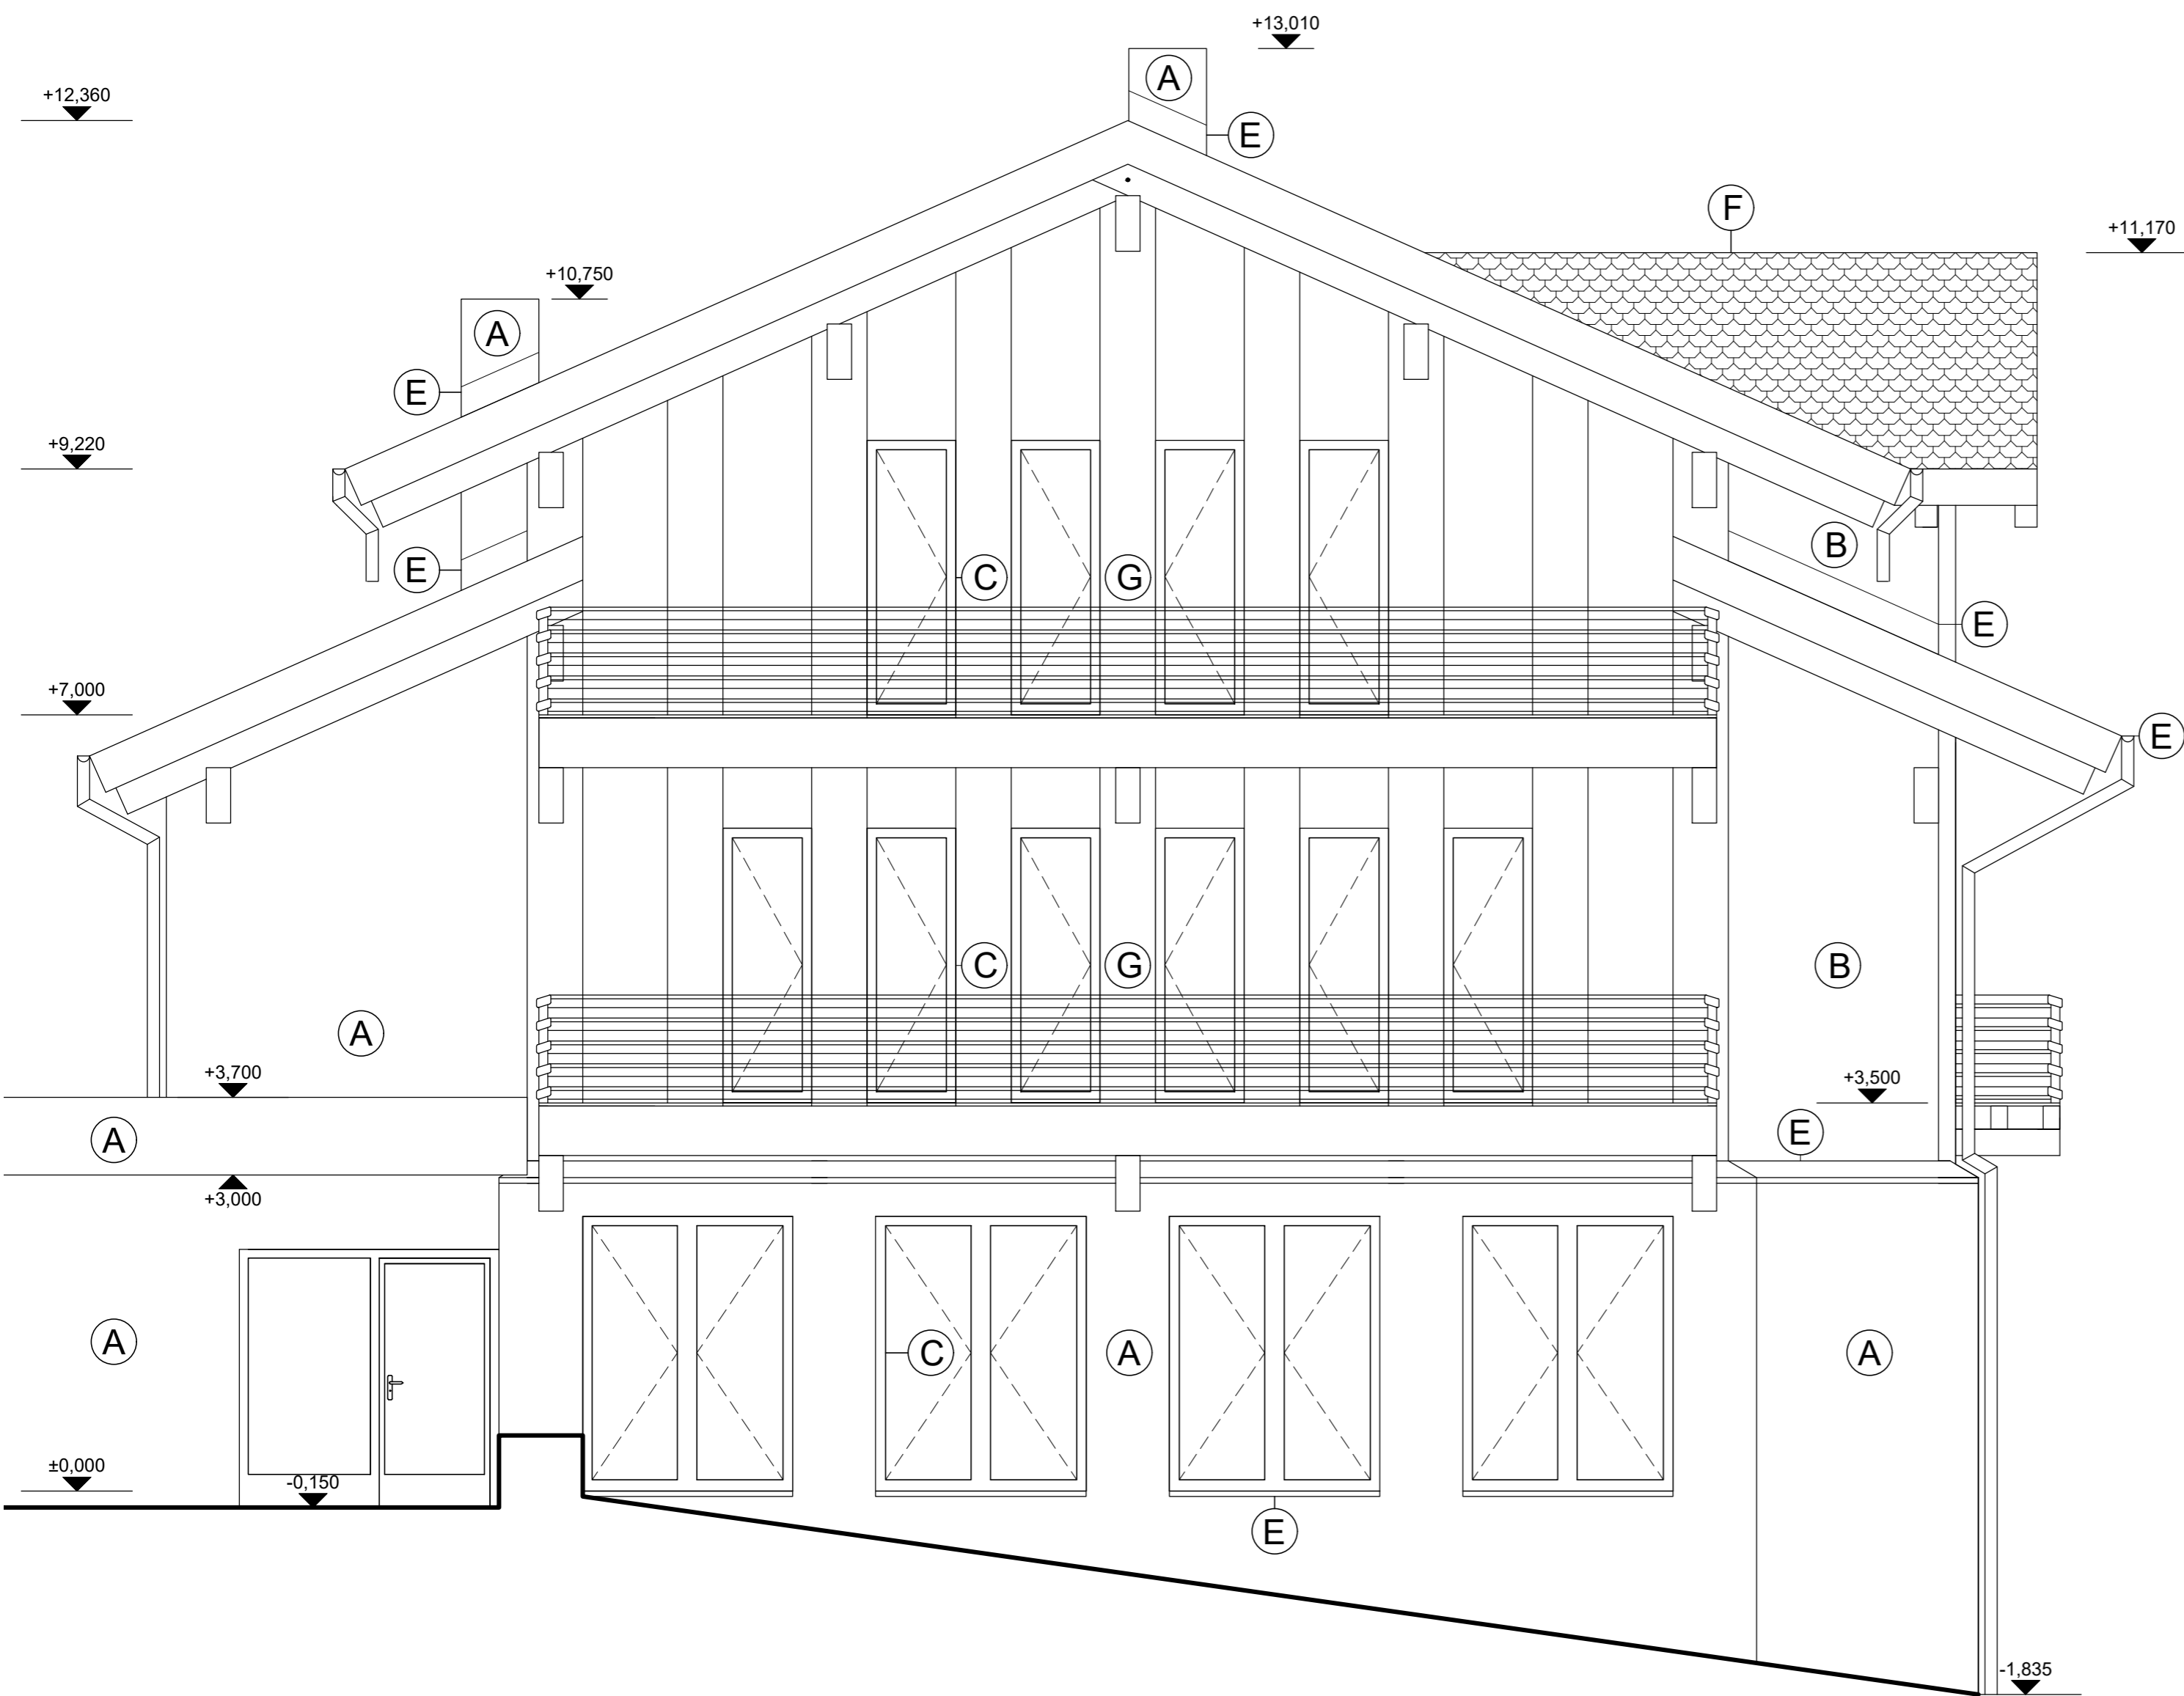 +13,010
A
+12,360
E
F
+11,170
+10,750
A
E
+9,220
B
E
C
G
E
+7,000
E
C
G
B
A
+3,700
+3,500
A
E
+3,000
A
C
A
A
±0,000
-0,150
E
-1,835